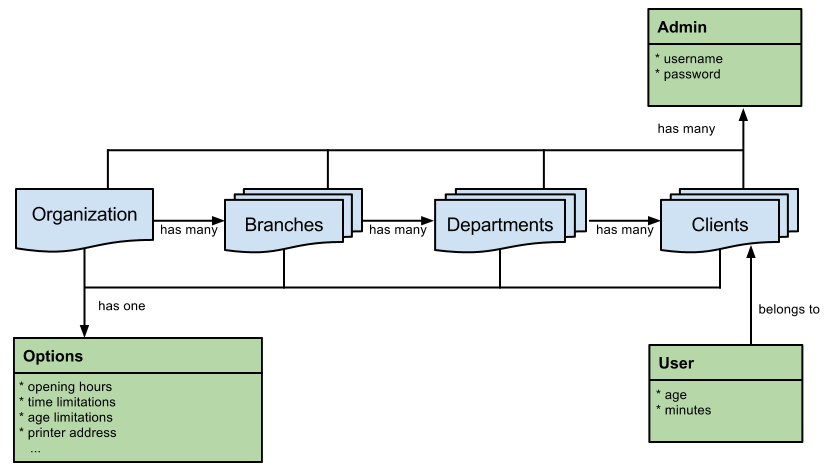 Admin
* username
* password
has many
Organization
has many
Branches
has many
Departments
has many
Clients
has one
belongs to
Options
* opening hours
* time limitations
* age limitations
* printer address
...
User
* age
* minutes